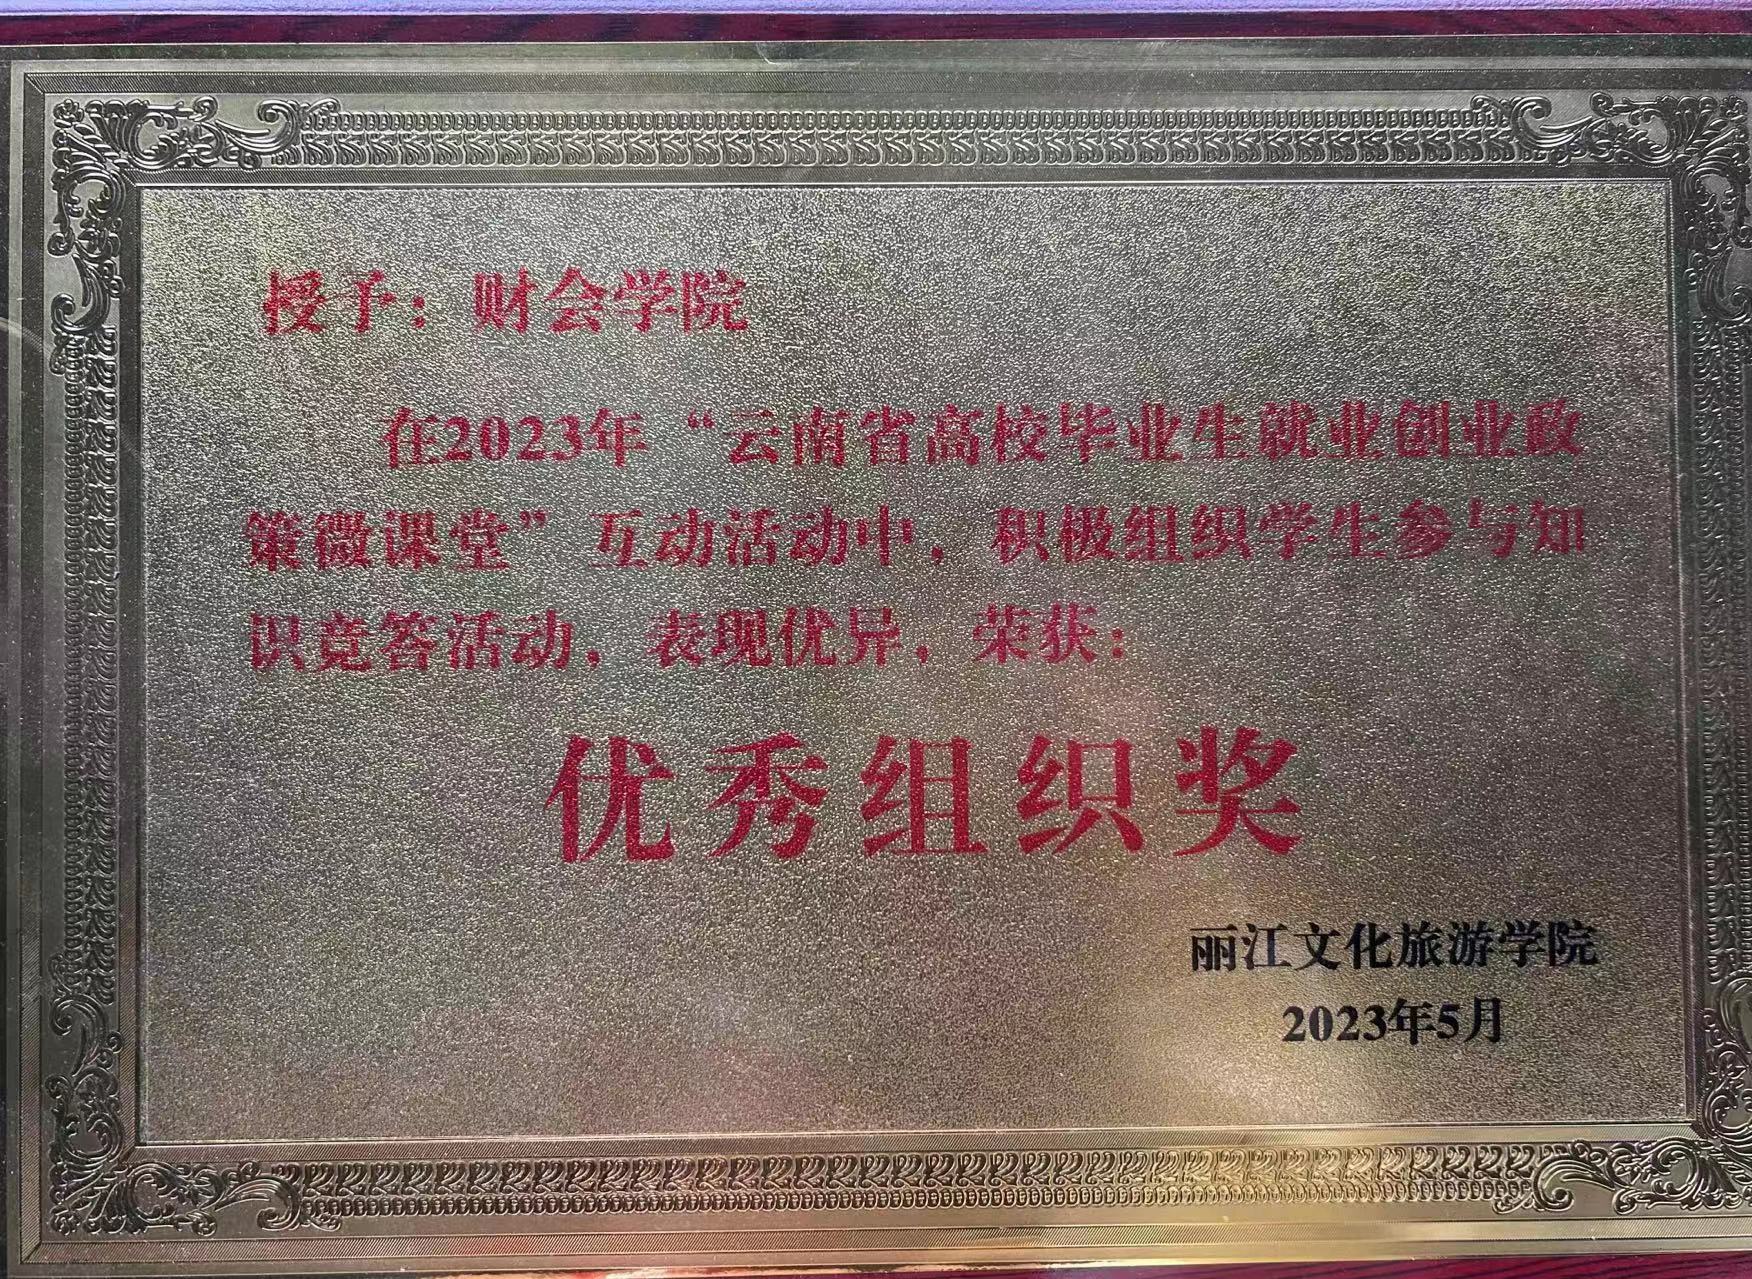 授予：财会学院
在2023年“云南省高校毕业生就业创业政
策微课堂”互动活动中，积极组织学生参与知
识竞答活动，表现优异，荣获：
优秀组织奖
丽江文化旅游学院
2023年5月